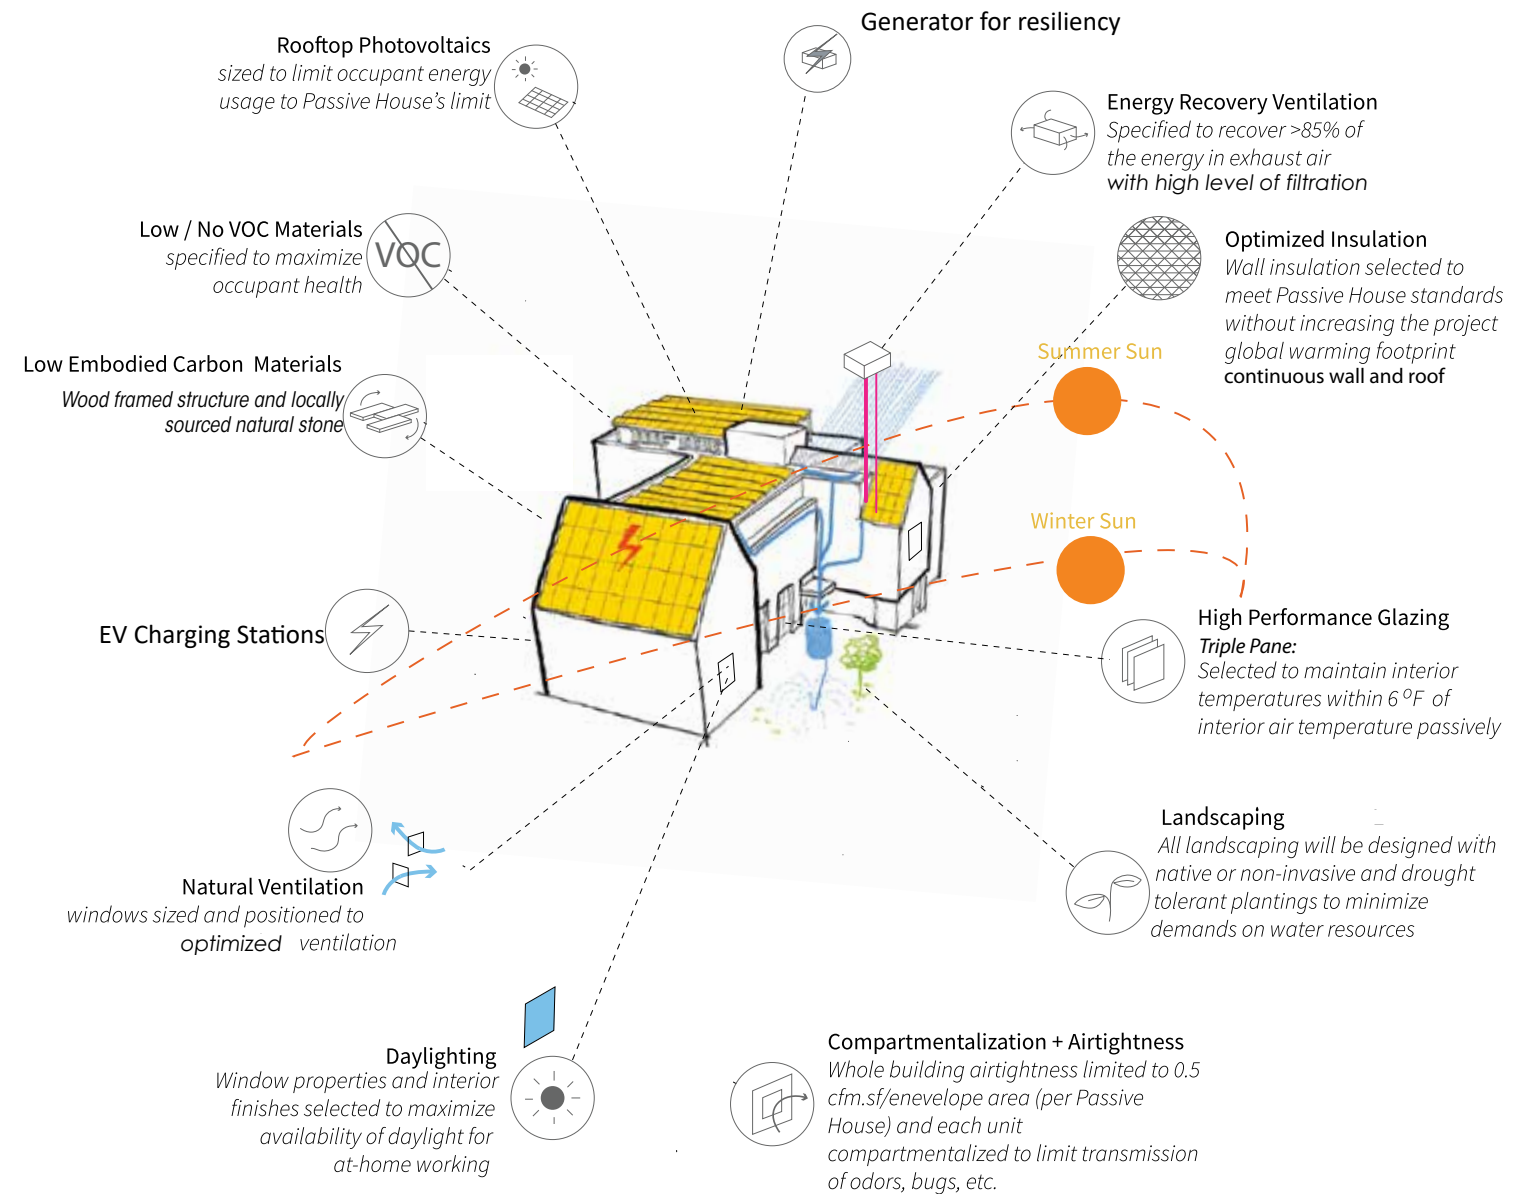 Generator for resiliency
Rooftop Photovoltaics
sized to limit occupant energy
usage to Passive House's limit
Energy Recovery Ventilation
Specified to recover >85% of
the energy in exhaust air
with high level of filtration
Low / No VOC Materials
specified to maximize
occupant health
VOC
Optimized Insulation
Wall insulation selected to
meet Passive House standards
without increasing the project
global warming footprint
continuous wall and roof
Summer Sun
Low Embodied Carbon Materials
Wood framed structure and locally
sourced natural stone
Winter Sun
EV Charging Stations
High Performance Glazing
Triple Pane:
Selected to maintain interior
temperatures within 6 °F of
interior air temperature passively
Landscaping
All landscaping will be designed with
native or non-invasive and drought
tolerant plantings to minimize
demands on water resources
Natural Ventilation
windows sized and positioned to
optimized ventilation
Daylighting
Window properties and interior
finishes selected to maximize
availability of daylight for
at-home working
Compartmentalization + Airtightness
Whole building airtightness limited to 0.5
cfm.sf/enevelope area (per Passive
House) and each unit
compartmentalized to limit transmission
of odors, bugs, etc.